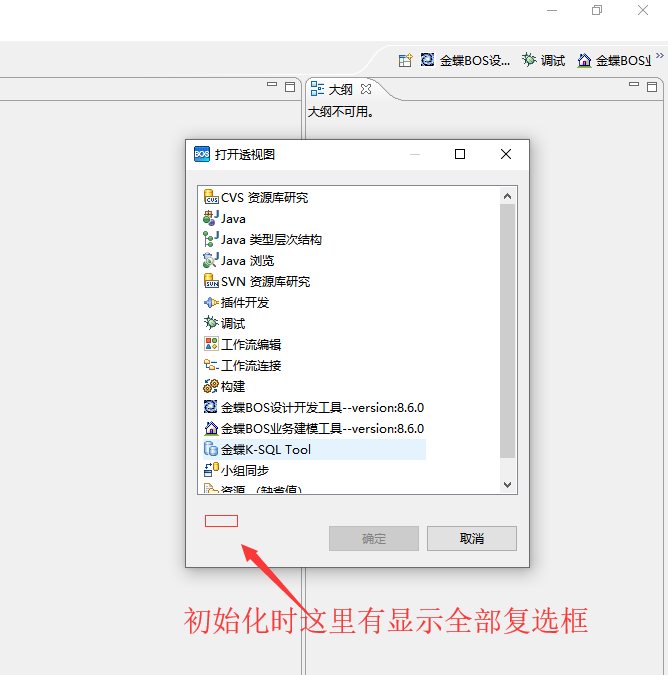 金蝶BOS设...
调试
金蝶BOS业
大纲
大纲不可用。
BOS 打开透视图
CVS 资源库研究
Java
Java 类型层次结构
Java 浏览
SVN 资源库研究
插件开发
调试
工作流编辑
工作流连接
构建
金蝶BOS设计开发工具--version:8.6.0
金蝶BOS业务建模工具--version:8.6.0
金蝶K-SQL Tool
小组同步
资源 （缺省值）
确定
取消
初始化时这里有显示全部复选框